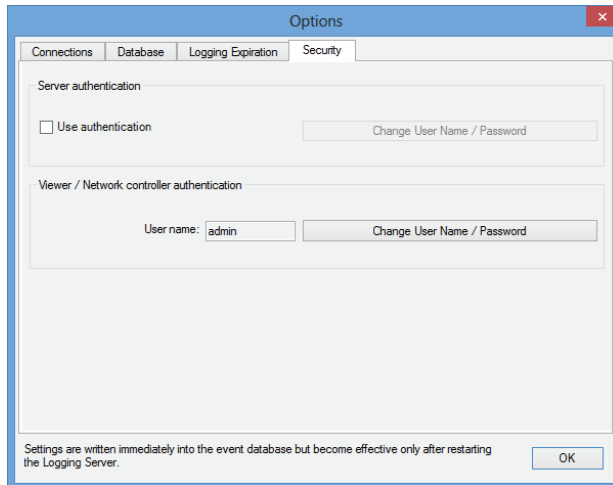 Options
Connections Database Logging Expiration Security
Server authentication
Use authentication Change User Name / Password
Viewer / Network controller authentication
User name: admin Change User Name / Password
Settings are written immediately into the event database but become effective only after restarting
the Logging Server.
OK